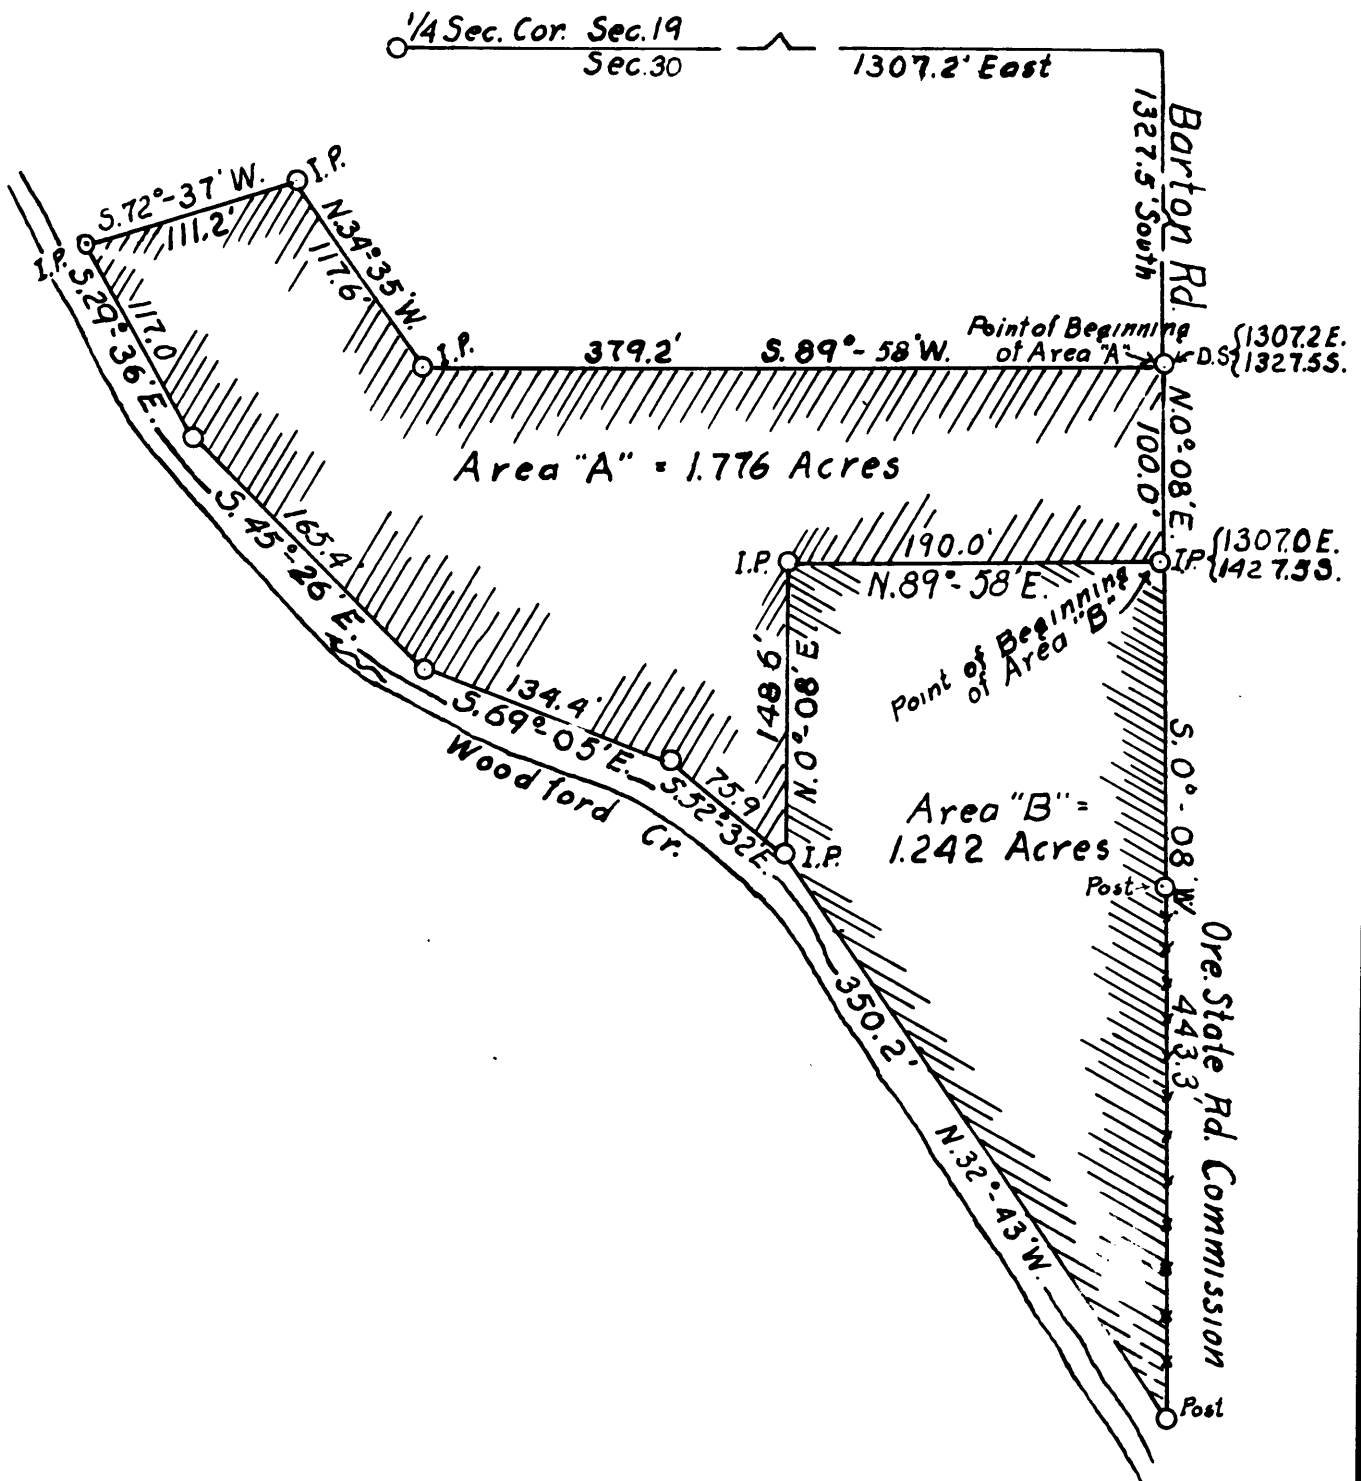 1/4 Sec. Cor. Sec.19
Sec.30
1307.2' East
Barton Rd.
1327.5' South
S.72°-37' W.
111.2'
I.P.
N.34°-35' W.
117.6'
I.P.
S.29°-36' E.
117.0
I.P.
379.2'
S.89°-58' W.
Point of Beginning
of Area "A"
D.S.
1307.2 E.
1327.5 S.
N.0°-08' E.
100.0'
Area "A" = 1.776 Acres
S.45°-26' E.
165.4'
I.P.
190.0'
N.89°-58' E.
I.P.
1307.0 E.
1427.5 S.
Point of Beginning
of Area "B"
148.6'
N.0°-08' E
134.4'
S.69°-05' E.
75.9
S.52°-32' E.
I.P.
Woodford Cr.
Area "B" =
1.242 Acres
S.0°-08' W.
Post
443.3'
Ore. State Rd. Commission
350.2'
N.32°-43' W.
Post